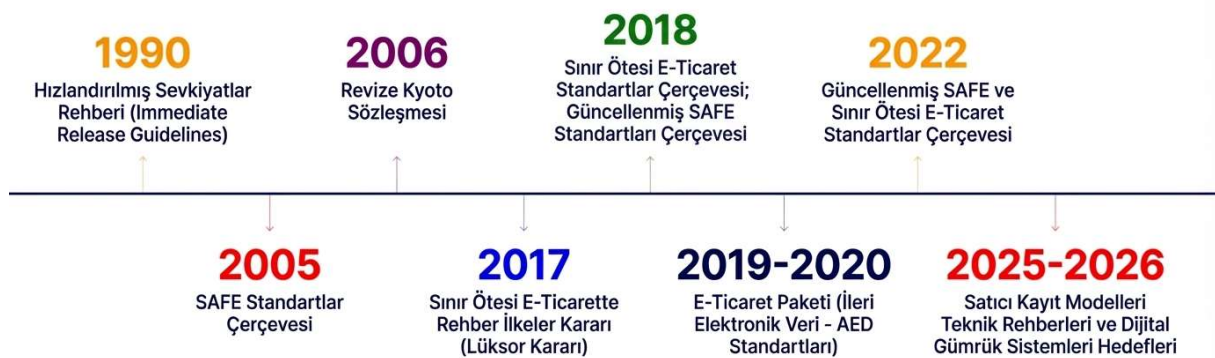 1990
Hızlandırılmış Sevkiyatlar
Rehberi (Immediate
Release Guidelines)
2005
SAFE Standartlar
Çerçevesi
2006
Revize Kyoto
Sözleşmesi
2017
Sınır Ötesi E-Ticarette
Rehber İlkeler Kararı
(Lüksor Kararı)
2018
Sınır Ötesi E-Ticaret
Standartlar Çerçevesi;
Güncellenmiş SAFE
Standartları Çerçevesi
2019-2020
E-Ticaret Paketi (İleri
Elektronik Veri - AED
Standartları)
2022
Güncellenmiş SAFE ve
Sınır Ötesi E-Ticaret
Standartlar Çerçevesi
2025-2026
Satıcı Kayıt Modelleri
Teknik Rehberleri ve Dijital
Gümrük Sistemleri Hedefleri